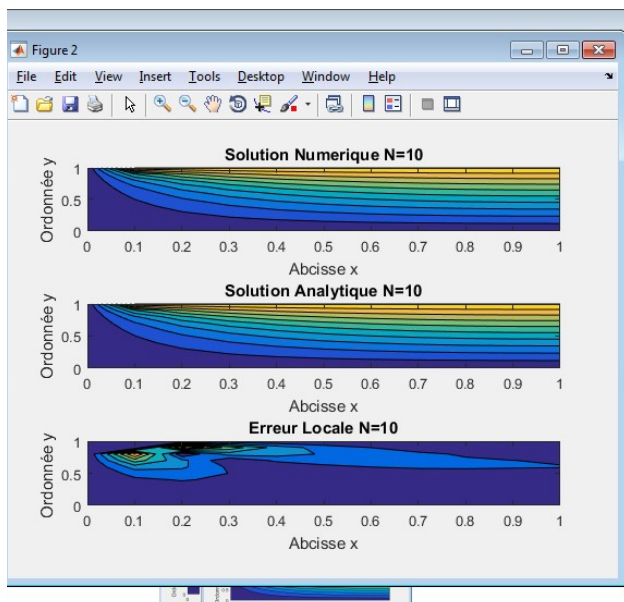 Figure 2
File Edit View Insert Tools Desktop Window Help
Solution Numerique N=10
Ordonnée y
1
0.5
0
0 0.1 0.2 0.3 0.4 0.5 0.6 0.7 0.8 0.9 1
Abcisse x
Solution Analytique N=10
Ordonnée y
1
0.5
0
0 0.1 0.2 0.3 0.4 0.5 0.6 0.7 0.8 0.9 1
Abcisse x
Erreur Locale N=10
Ordonnée y
1
0.5
0
0 0.1 0.2 0.3 0.4 0.5 0.6 0.7 0.8 0.9 1
Abcisse x